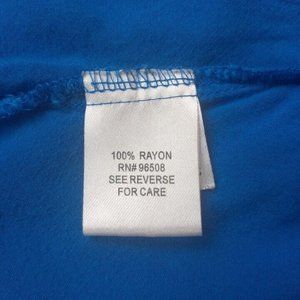 100% RAYON
RN# 96508
SEE REVERSE
FOR CARE